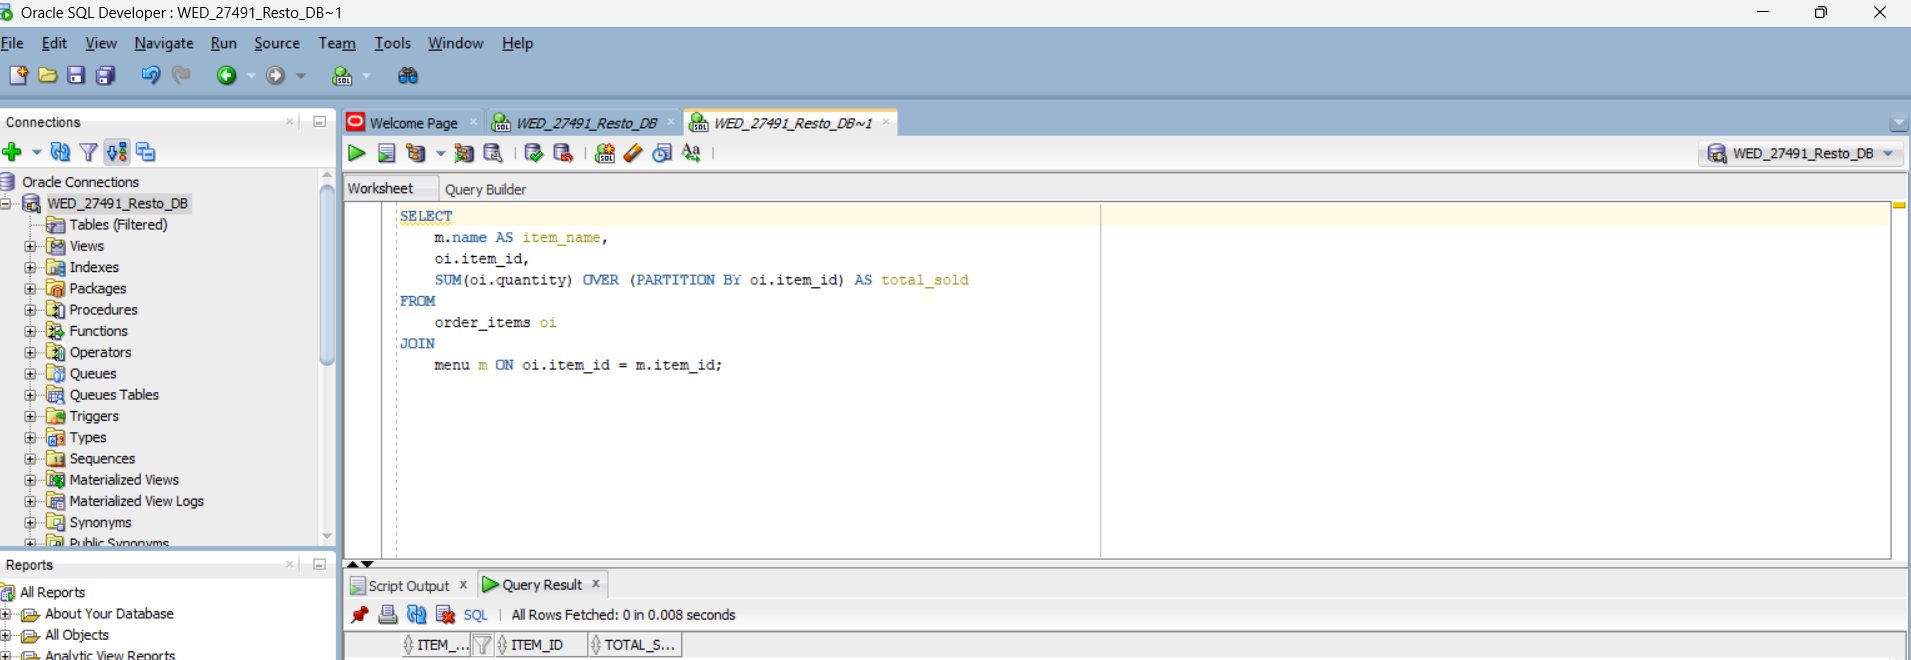 Oracle SQL Developer : WED_27491_Resto_DB~1
File Edit View Navigate Run Source Team Tools Window Help
Connections
Oracle Connections
WED_27491_Resto_DB
Tables (Filtered)
Views
Indexes
Packages
Procedures
Functions
Operators
Queues
Queues Tables
Triggers
Types
Sequences
Materialized Views
Materialized View Logs
Synonyms
Public Synonyms
Reports
All Reports
About Your Database
All Objects
Analytic View Reports
Welcome Page WED_27491_Resto_DB WED_27491_Resto_DB~1
WED_27491_Resto_DB
Worksheet Query Builder
SELECT
m.name AS item_name,
oi.item_id,
SUM(oi.quantity) OVER (PARTITION BY oi.item_id) AS total_sold
FROM
order_items oi
JOIN
menu m ON oi.item_id = m.item_id;
Script Output x Query Result x
SQL | All Rows Fetched: 0 in 0.008 seconds
ITEM_... ITEM_ID TOTAL_S...